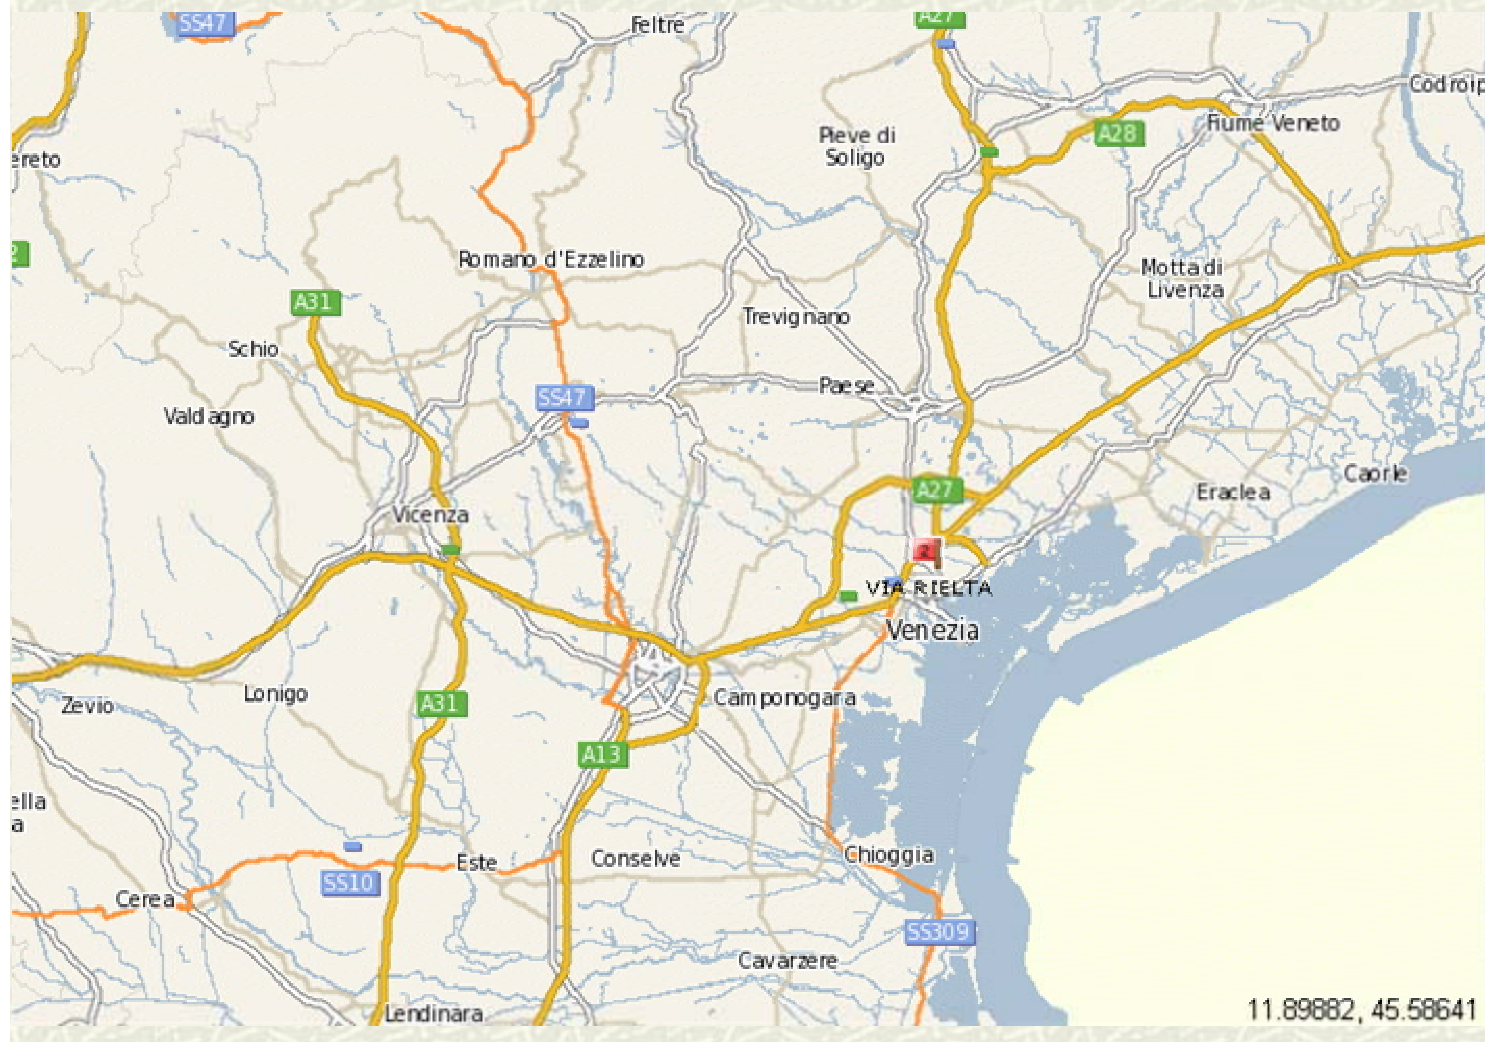 SS47
Feltre
A27
Codroip
Fiume Veneto
A28
Pieve di
Soligo
ereto
2
Romano d'Ezzelino
Motta di
Livenza
A31
Trevignano
Schio
Paese
SS47
Valdagno
Caorle
Eraclea
A27
Vicenza
2
VIA RIELTA
Venezia
Lonigo
Zevio
A31
Camponogara
A13
ella
a
Chioggia
Conselve
Este
SS10
Cerea
SS309
Cavarzere
Lendinara
11.89882, 45.58641